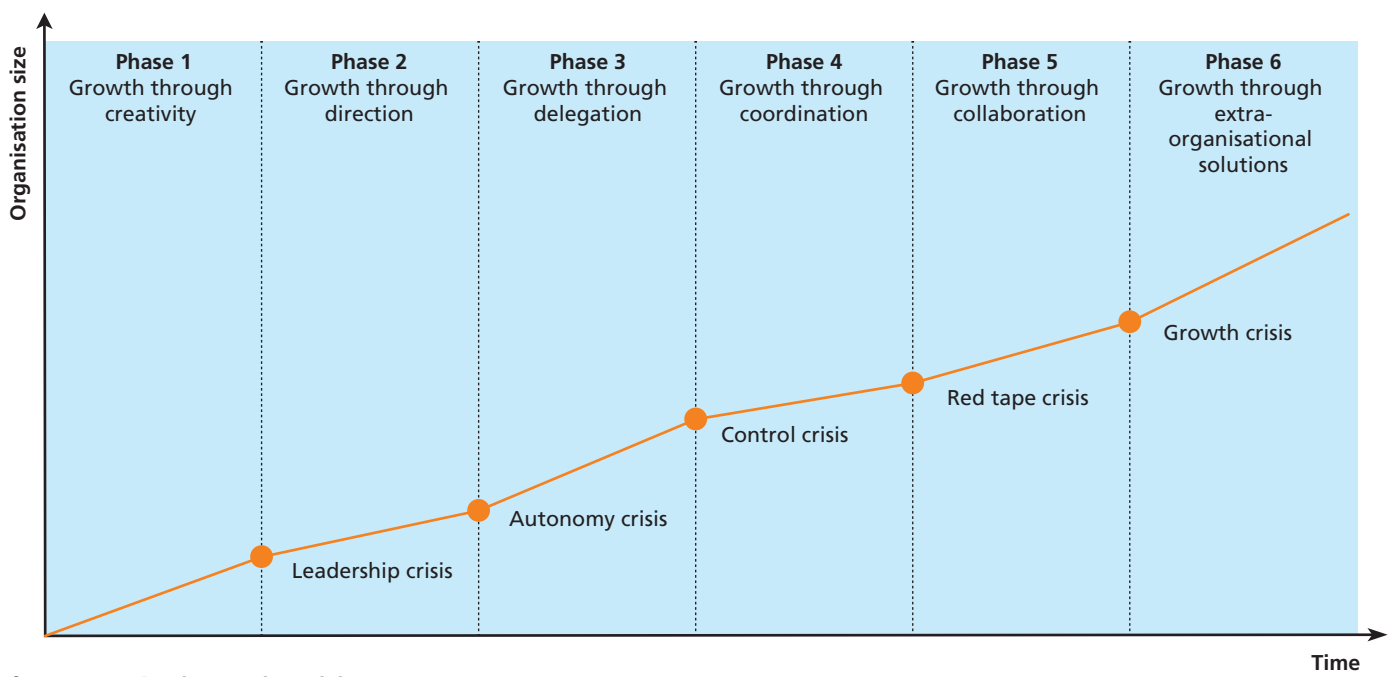 Organisation size
Phase 1
Growth through
creativity
Phase 2
Growth through
direction
Phase 3
Growth through
delegation
Phase 4
Growth through
coordination
Phase 5
Growth through
collaboration
Phase 6
Growth through
extra-
organisational
solutions
Growth crisis
Red tape crisis
Control crisis
Autonomy crisis
Leadership crisis
Time